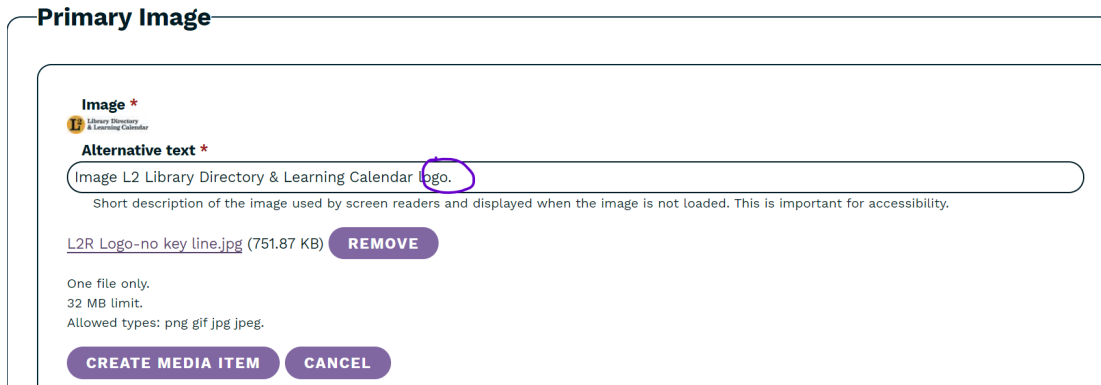 Primary Image
Image *
L2 Library Directory
& Learning Calendar
Alternative text *
Image L2 Library Directory & Learning Calendar logo.
Short description of the image used by screen readers and displayed when the image is not loaded. This is important for accessibility.
L2R Logo-no key line.jpg (751.87 KB) REMOVE
One file only.
32 MB limit.
Allowed types: png gif jpg jpeg.
CREATE MEDIA ITEM CANCEL